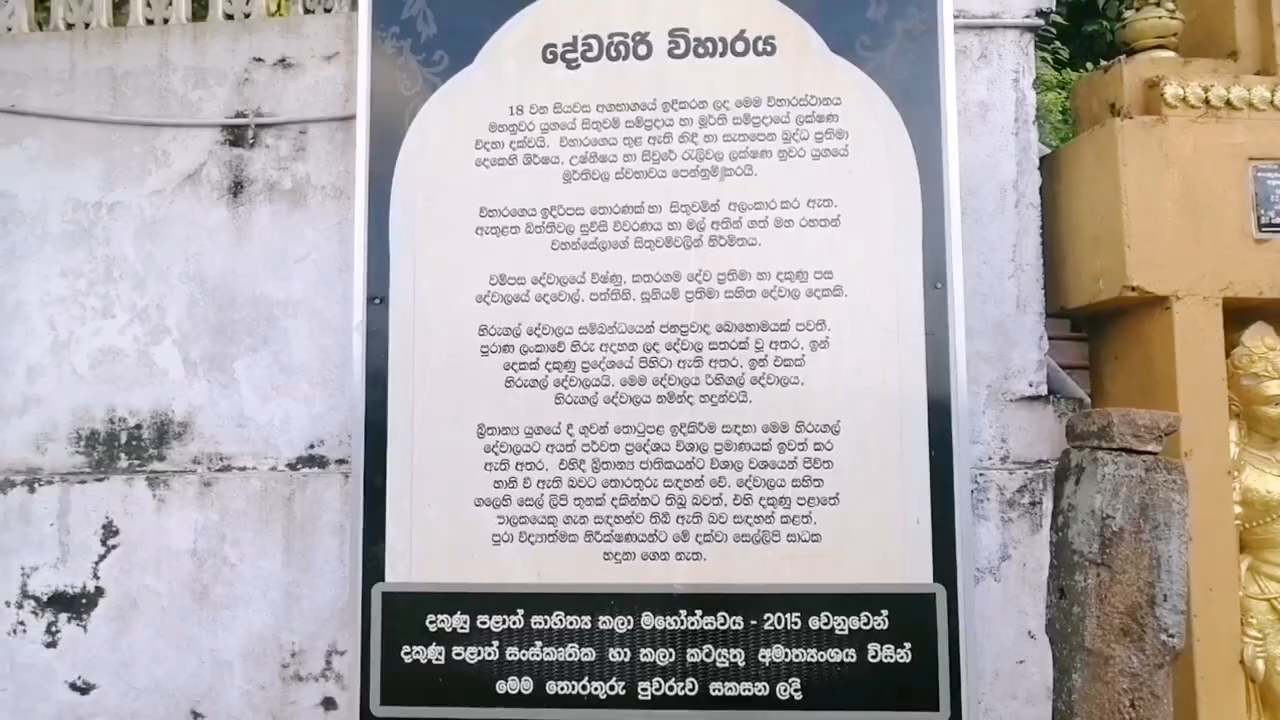 දේවගිරි විහාරය
18 වන සියවස අගභාගයේ ඉදිකරන ලද මෙම විහාරස්ථානය
මහනුවර යුගයේ සිතුවම් සම්ප්‍රදාය හා මූර්ති සම්ප්‍රදායේ ලක්ෂණ
විදහා දක්වයි. විහාරගෙය තුළ ඇති හිඳි හා සැතපෙන බුද්ධ ප්‍රතිමා
දෙකෙහි ශිර්ෂය, උෂ්නීෂය හා සිවුරේ රැලිවල ලක්ෂණ නුවර යුගයේ
මූර්තිවල ස්වභාවය පෙන්නුම් කරයි.
විහාරගෙය ඉදිරිපස තොරණක් හා සිතුවමින් අලංකාර කර ඇත.
ඇතුළත බිත්තිවල සූවිසි විවරණය හා මල් අතින් ගත් මහ රහතන්
වහන්සේලාගේ සිතුවම්වලින් නිර්මිතය.
වම්පස දේවාලයේ විෂ්ණු, කතරගම දේව ප්‍රතිමා හා දකුණු පස
දේවාලයේ දෙවොල්, පත්තිනි, සූනියම් ප්‍රතිමා සහිත දේවාල දෙකකි.
හිරුගල් දේවාලය සම්බන්ධයෙන් ජනප්‍රවාද බොහොමයක් පවතී.
පුරාණ ලංකාවේ හිරු අදහන ලද දේවාල සතරක් වූ අතර, ඉන්
දෙකක් දකුණු ප්‍රදේශයේ පිහිටා ඇති අතර, ඉන් එකක්
හිරුගල් දේවාලයයි. මෙම දේවාලය රිහිගල් දේවාලය,
හිරුගල් දේවාලය නමින්ද හඳුන්වයි.
බ්‍රිතාන්‍ය යුගයේ දී ගුවන් තොටුපළ ඉදිකිරීම සඳහා මෙම හිරුගල්
දේවාලයට අයත් පර්වත ප්‍රදේශය විශාල ප්‍රමාණයක් ඉවත් කර
ඇති අතර, එහිදී බ්‍රිතාන්‍ය ජාතිකයන්ට විශාල වශයෙන් ජීවිත
හානි වී ඇති බවට තොරතුරු සඳහන් වේ. දේවාලය සහිත
ගලෙහි සෙල් ලිපි තුනක් දකින්නට තිබූ බවත්, එහි දකුණු පළාතේ
පාලකයෙකු ගැන සඳහන්ව තිබී ඇති බව සඳහන් කළත්,
පුරා විද්‍යාත්මක නිරීක්ෂණයන්ට මේ දක්වා සෙල්ලිපි සාධක
හඳුනා ගෙන නැත.
දකුණු පළාත් සාහිත්‍ය කලා මහෝත්සවය - 2015 වෙනුවෙන්
දකුණු පළාත් සංස්කෘතික හා කලා කටයුතු අමාත්‍යංශය විසින්
මෙම තොරතුරු පුවරුව සකසන ලදි